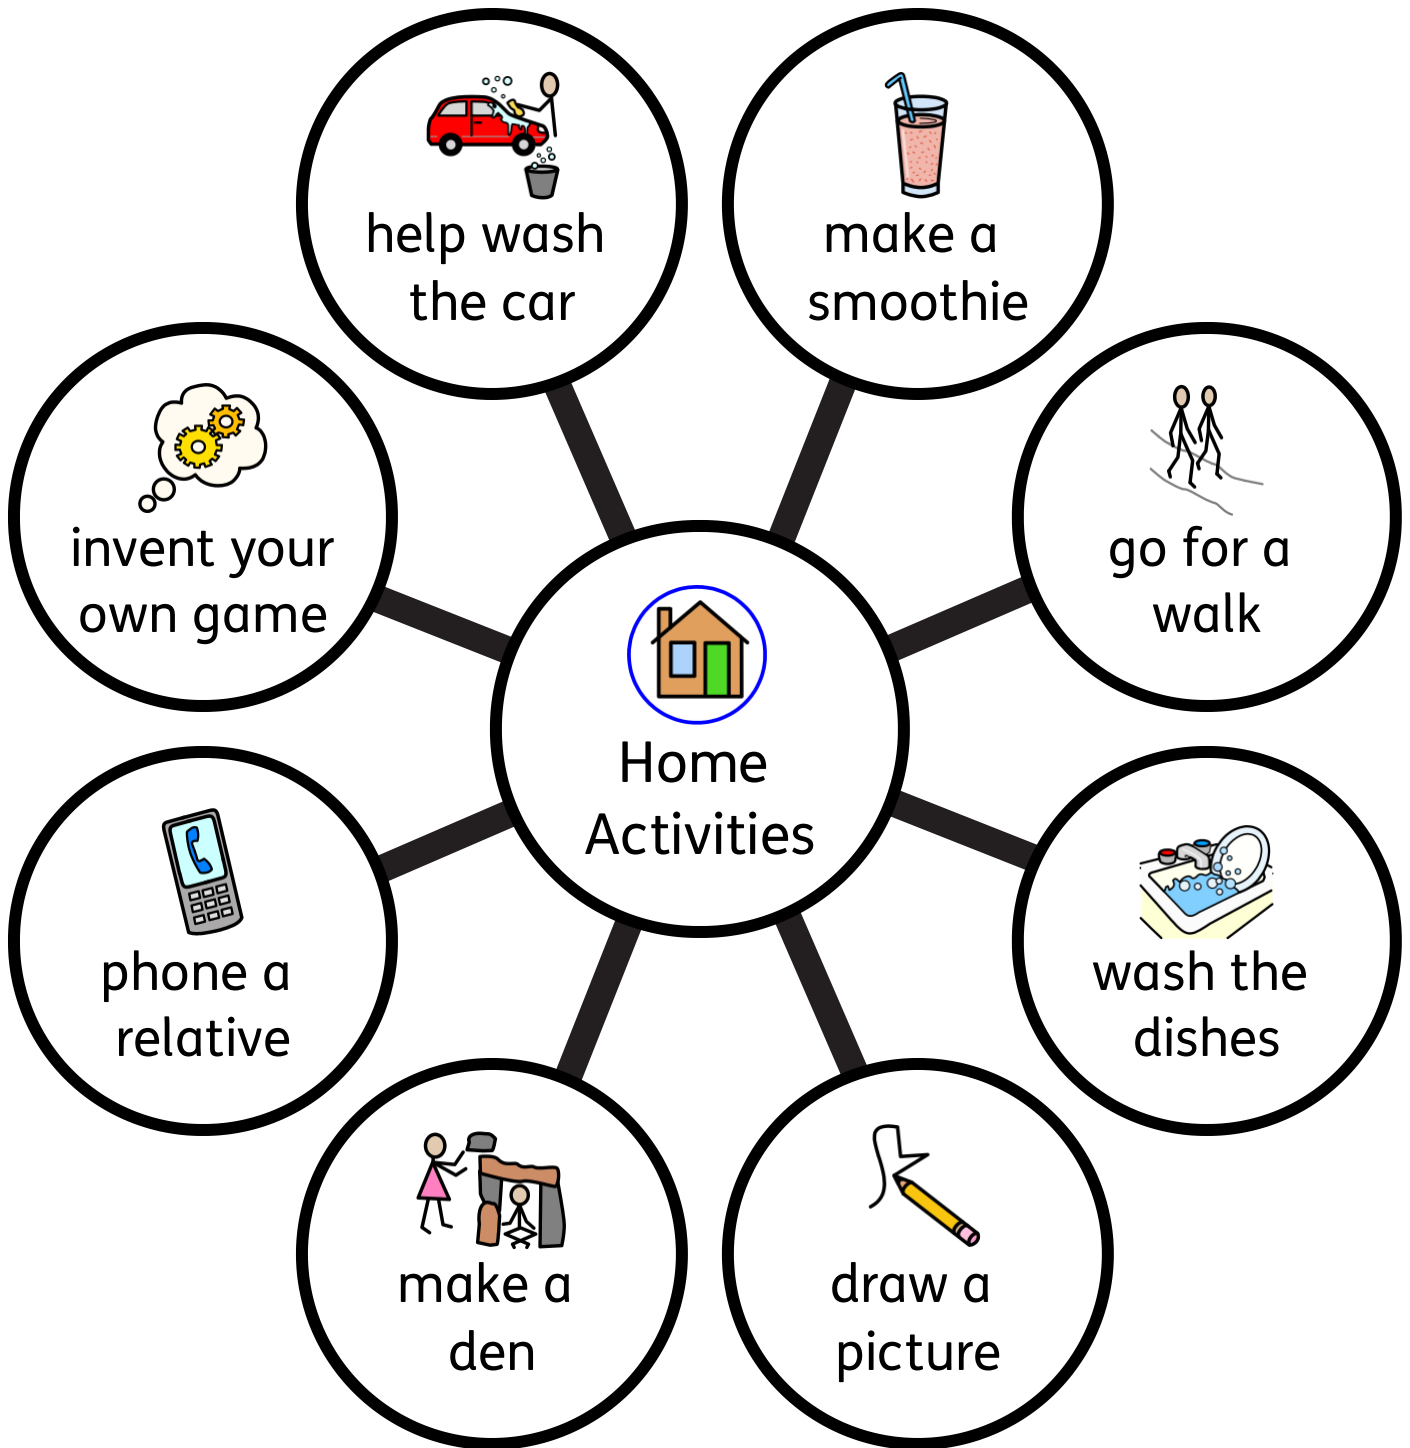 help wash
the car
make a
smoothie
invent your
own game
go for a
walk
Home
Activities
phone a
relative
wash the
dishes
make a
den
draw a
picture